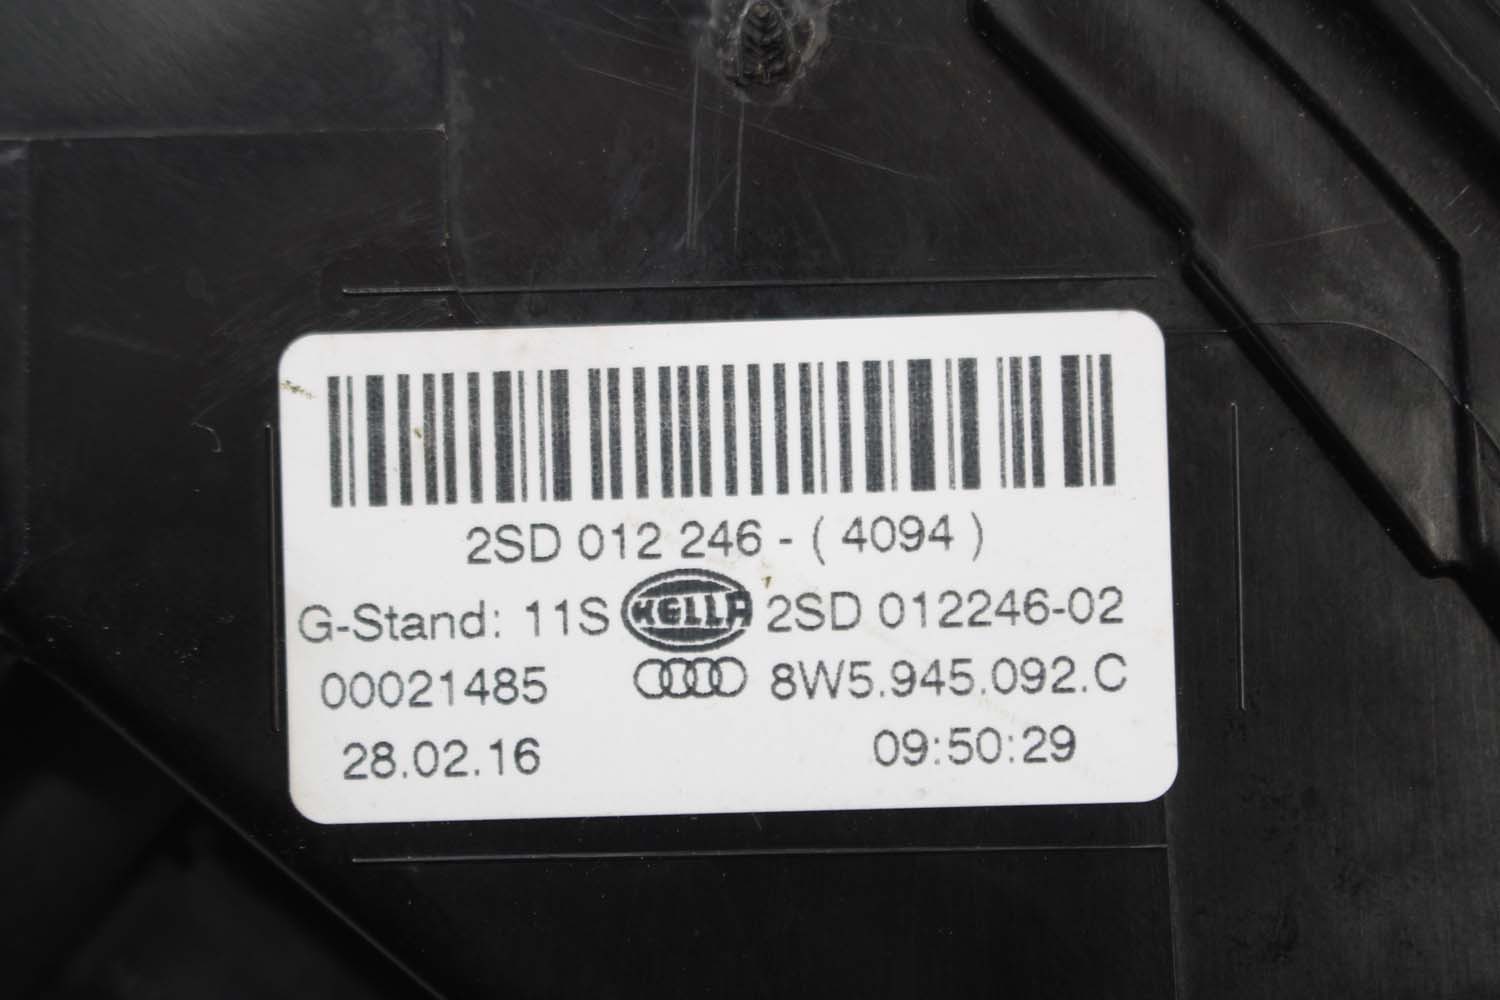 2SD 012 246 - ( 4094 )
G-Stand: 11S HELLA 2SD 012246-02
00021485 8W5.945.092.C
28.02.16 09:50:29